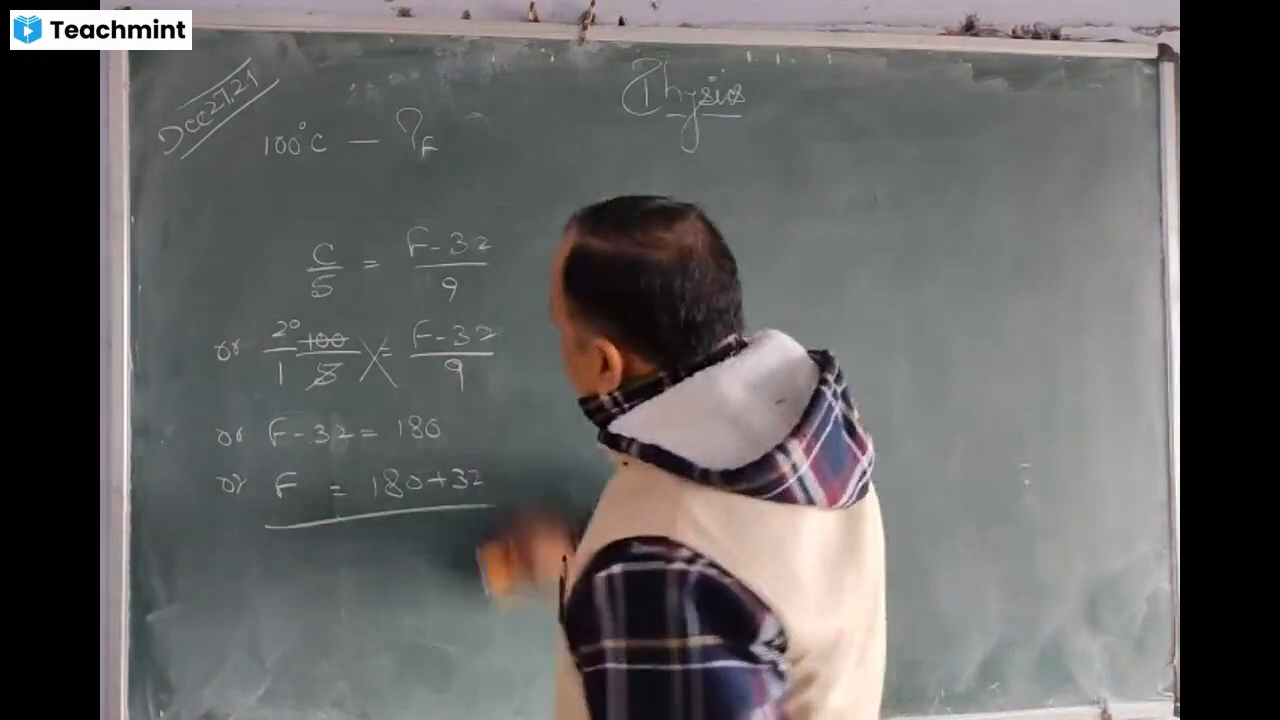 Teachmint
Dec 27, 21
Physics
100°C — ?F
C/5 = F-32/9
or 20/1 100/5 = F-32/9
or F-32 = 180
or F = 180+32